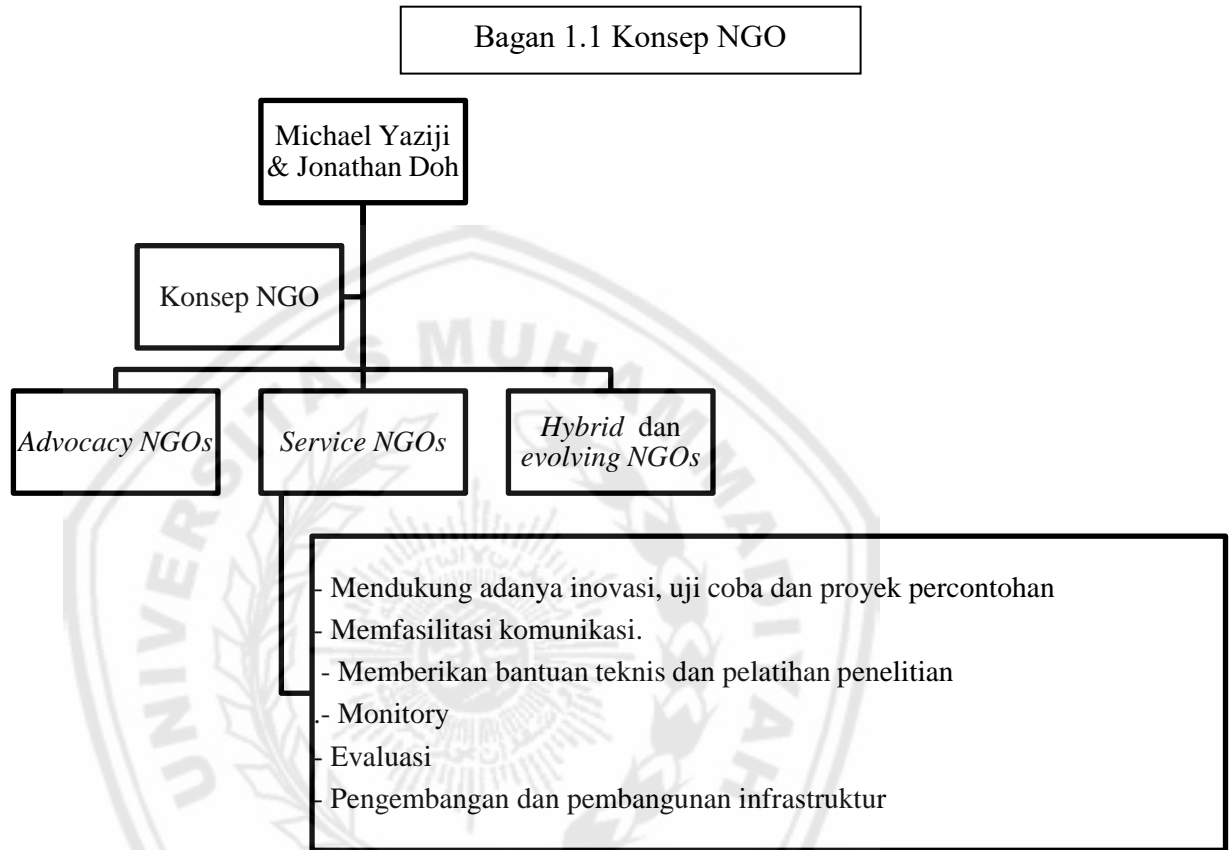 Bagan 1.1 Konsep NGO
Michael Yaziji
& Jonathan Doh
Konsep NGO
Advocacy NGOs
Service NGOs
Hybrid dan
evolving NGOs
- Mendukung adanya inovasi, uji coba dan proyek percontohan
- Memfasilitasi komunikasi.
- Memberikan bantuan teknis dan pelatihan penelitian
.- Monitory
- Evaluasi
- Pengembangan dan pembangunan infrastruktur
UNIVERSITAS MUHAMMADIYAH